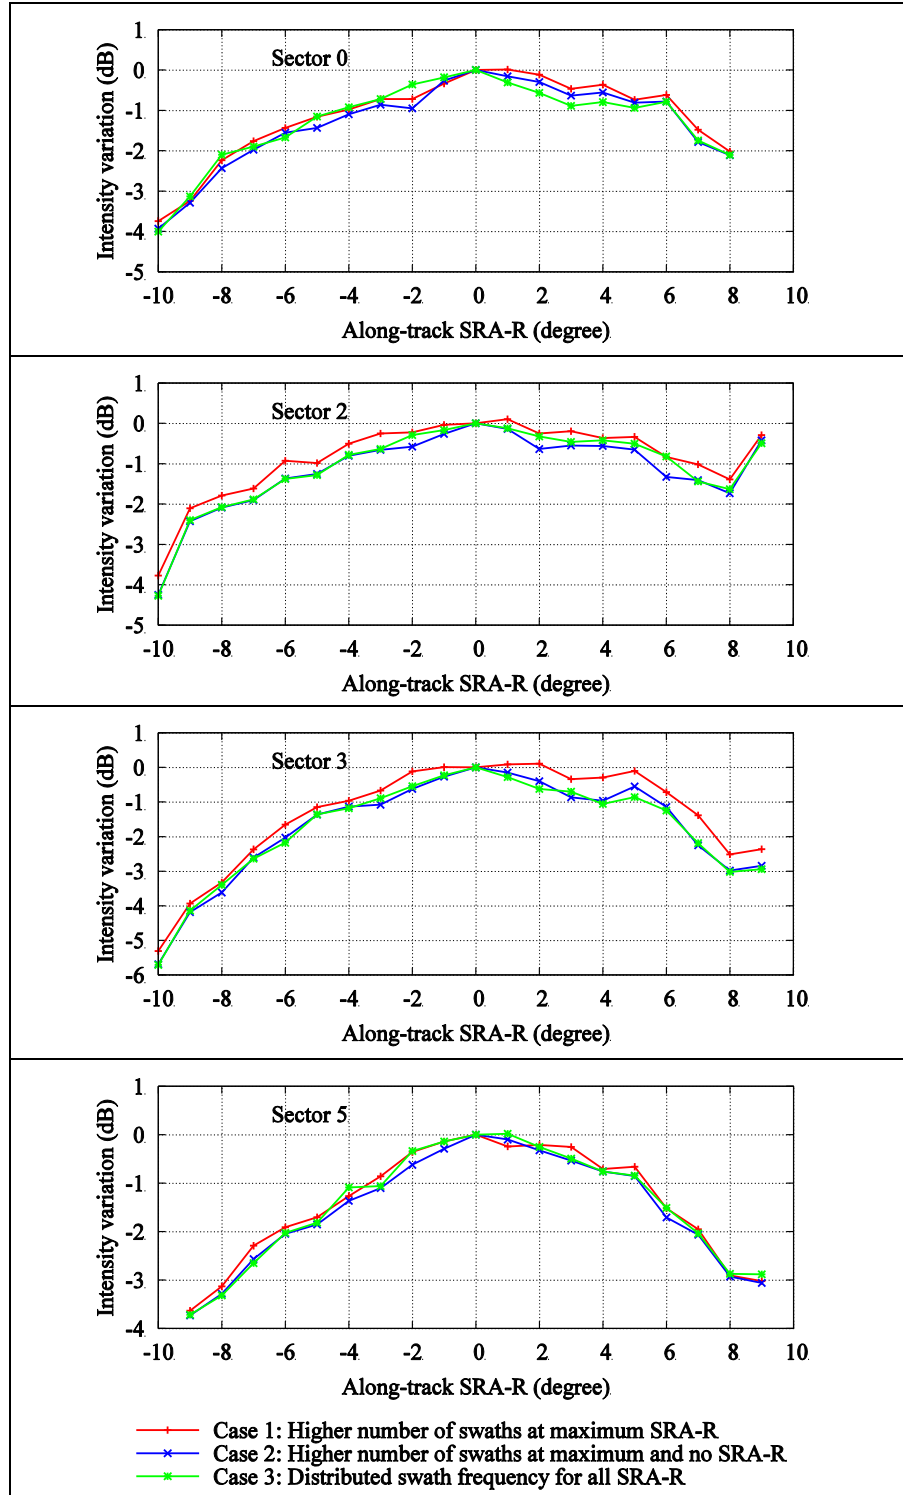 Sector 0
Intensity variation (dB)
1
0
-1
-2
-3
-4
-5
-10 -8 -6 -4 -2 0 2 4 6 8 10
Along-track SRA-R (degree)
Sector 2
Intensity variation (dB)
1
0
-1
-2
-3
-4
-5
-10 -8 -6 -4 -2 0 2 4 6 8 10
Along-track SRA-R (degree)
Sector 3
Intensity variation (dB)
1
0
-1
-2
-3
-4
-5
-6
-10 -8 -6 -4 -2 0 2 4 6 8 10
Along-track SRA-R (degree)
Sector 5
Intensity variation (dB)
1
0
-1
-2
-3
-4
-10 -8 -6 -4 -2 0 2 4 6 8 10
Along-track SRA-R (degree)
Case 1: Higher number of swaths at maximum SRA-R
Case 2: Higher number of swaths at maximum and no SRA-R
Case 3: Distributed swath frequency for all SRA-R